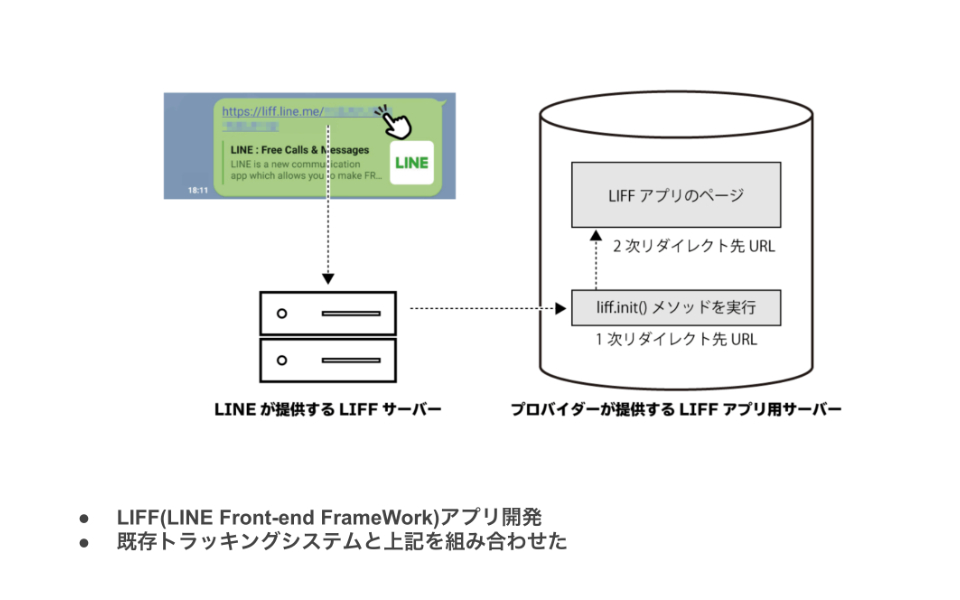 https://liff.line.me/
LINE : Free Calls & Messages
LINE is a new communication
app which allows you to make FR...
LINE
18:11
LIFF アプリのページ
2 次リダイレクト先 URL
liff.init() メソッドを実行
1 次リダイレクト先 URL
LINE が提供する LIFF サーバー
プロバイダーが提供する LIFF アプリ用サーバー
● LIFF(LINE Front-end FrameWork)アプリ開発
● 既存トラッキングシステムと上記を組み合わせた